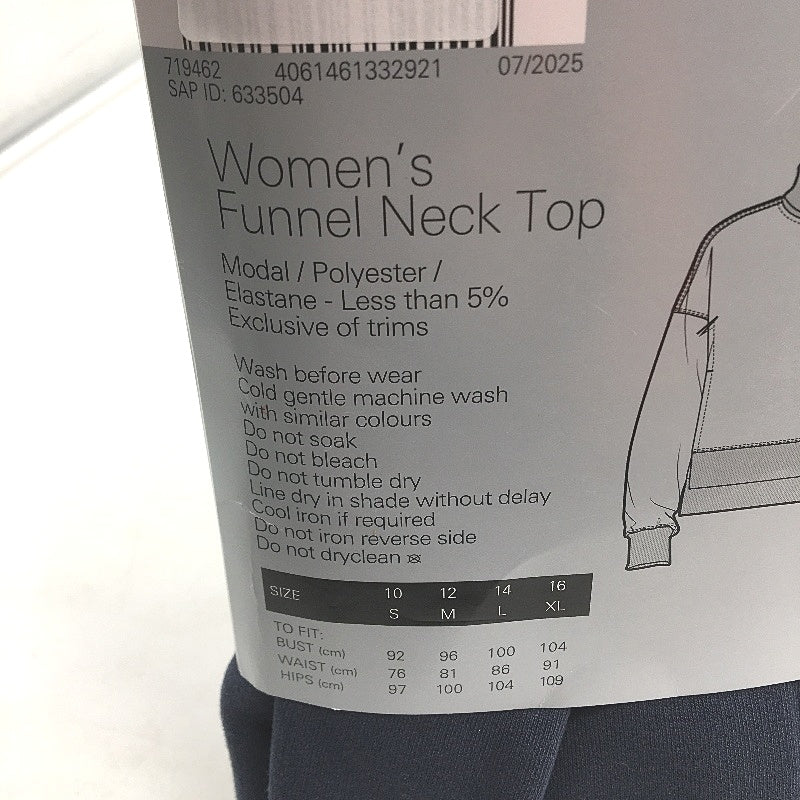 719462 4061461332921 07/2025
SAP ID: 633504
Women's
Funnel Neck Top
Modal / Polyester /
Elastane - Less than 5%
Exclusive of trims
Wash before wear
Cold gentle machine wash
with similar colours
Do not soak
Do not bleach
Do not tumble dry
Line dry in shade without delay
Cool iron if required
Do not iron reverse side
Do not dryclean
SIZE 10 12 14 16
S M L XL
TO FIT:
BUST (cm) 92 96 100 104
WAIST (cm) 76 81 86 91
HIPS (cm) 97 100 104 109